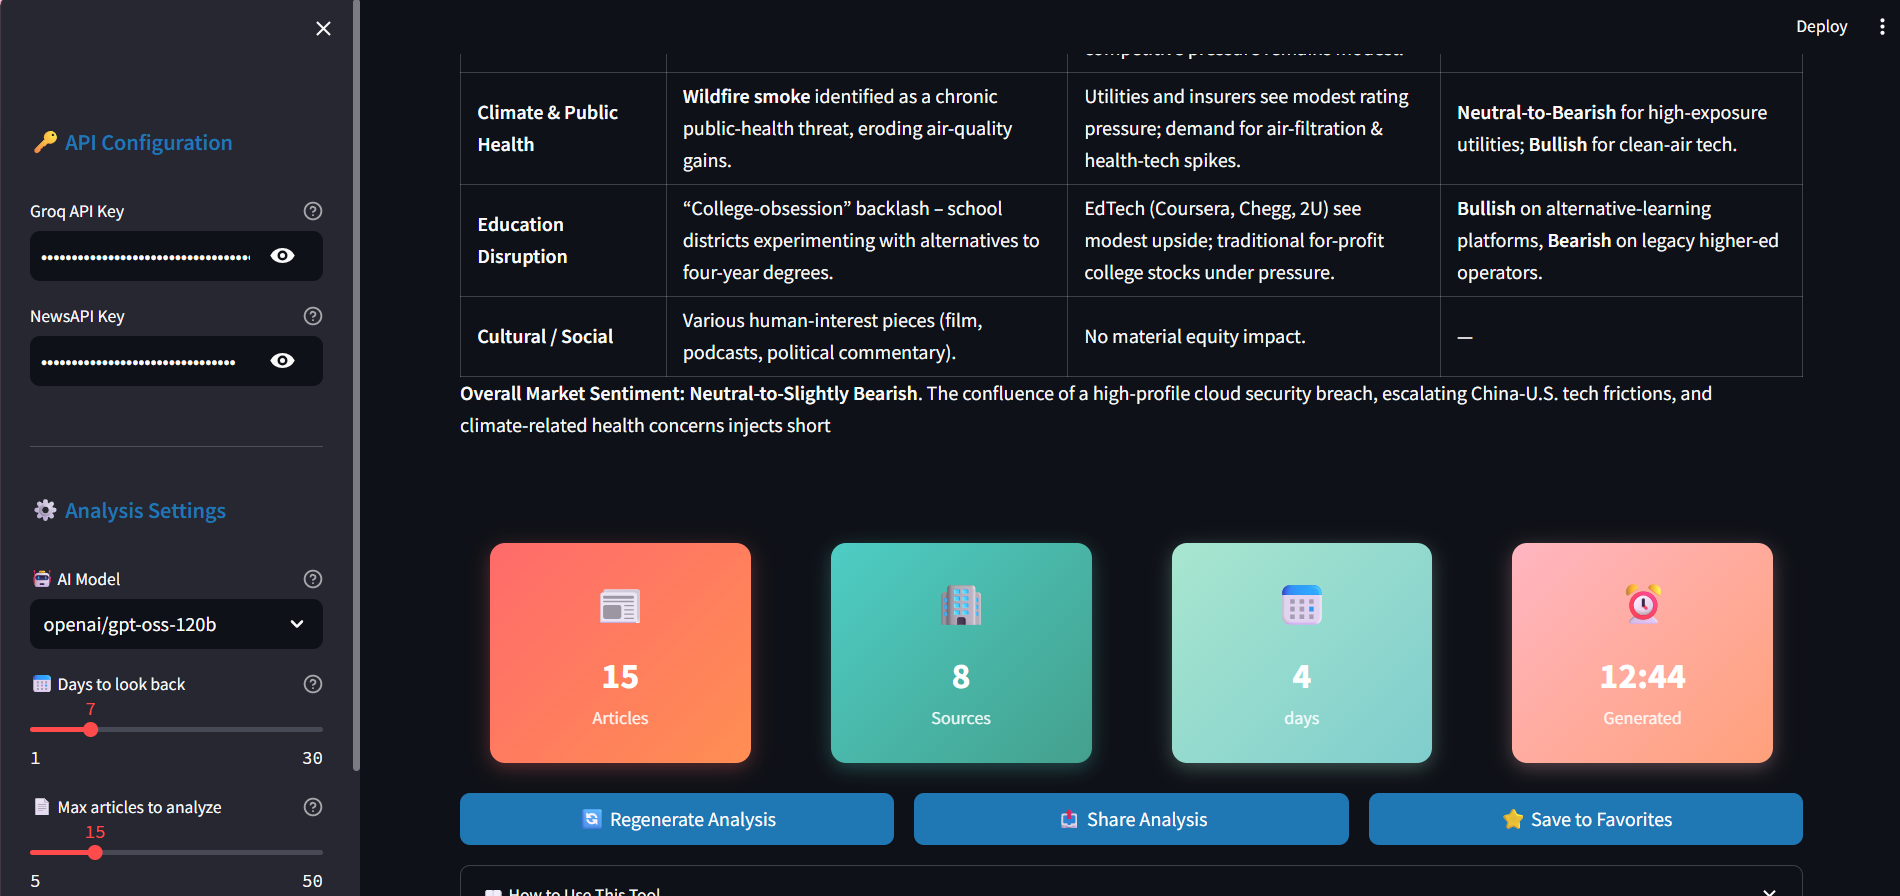 Deploy
API Configuration
Groq API Key
NewsAPI Key
Analysis Settings
AI Model
openai/gpt-oss-120b
Days to look back
7
1
30
Max articles to analyze
15
5
50
competitive pressure remains modest.
Climate & Public
Health
Wildfire smoke identified as a chronic
public-health threat, eroding air-quality
gains.
Utilities and insurers see modest rating
pressure; demand for air-filtration &
health-tech spikes.
Neutral-to-Bearish for high-exposure
utilities; Bullish for clean-air tech.
Education
Disruption
“College-obsession” backlash – school
districts experimenting with alternatives to
four-year degrees.
EdTech (Coursera, Chegg, 2U) see
modest upside; traditional for-profit
college stocks under pressure.
Bullish on alternative-learning
platforms, Bearish on legacy higher-ed
operators.
Cultural / Social
Various human-interest pieces (film,
podcasts, political commentary).
No material equity impact.
—
Overall Market Sentiment: Neutral-to-Slightly Bearish. The confluence of a high-profile cloud security breach, escalating China-U.S. tech frictions, and
climate-related health concerns injects short
15
Articles
8
Sources
4
days
12:44
Generated
Regenerate Analysis
Share Analysis
Save to Favorites
How to Use This Tool